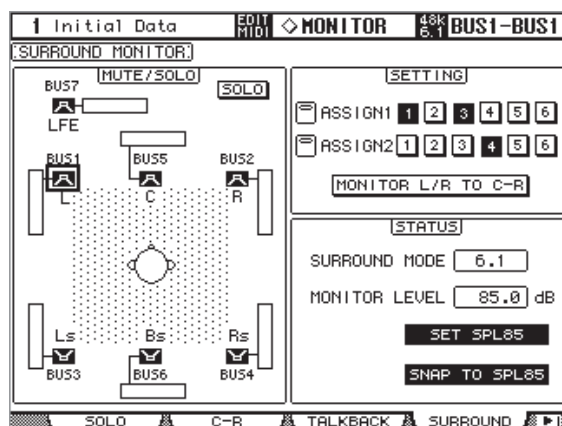 1 Initial Data EDIT MIDI ◇MONITOR 48k 6.1 BUS1-BUS1
SURROUND MONITOR
MUTE/SOLO
SOLO
BUS7
LFE
BUS1 BUS5 BUS2
L C R
Ls Bs Rs
BUS3 BUS6 BUS4
SETTING
ASSIGN1 1 2 3 4 5 6
ASSIGN2 1 2 3 4 5 6
MONITOR L/R TO C-R
STATUS
SURROUND MODE 6.1
MONITOR LEVEL 85.0 dB
SET SPL85
SNAP TO SPL85
SOLO C-R TALKBACK SURROUND